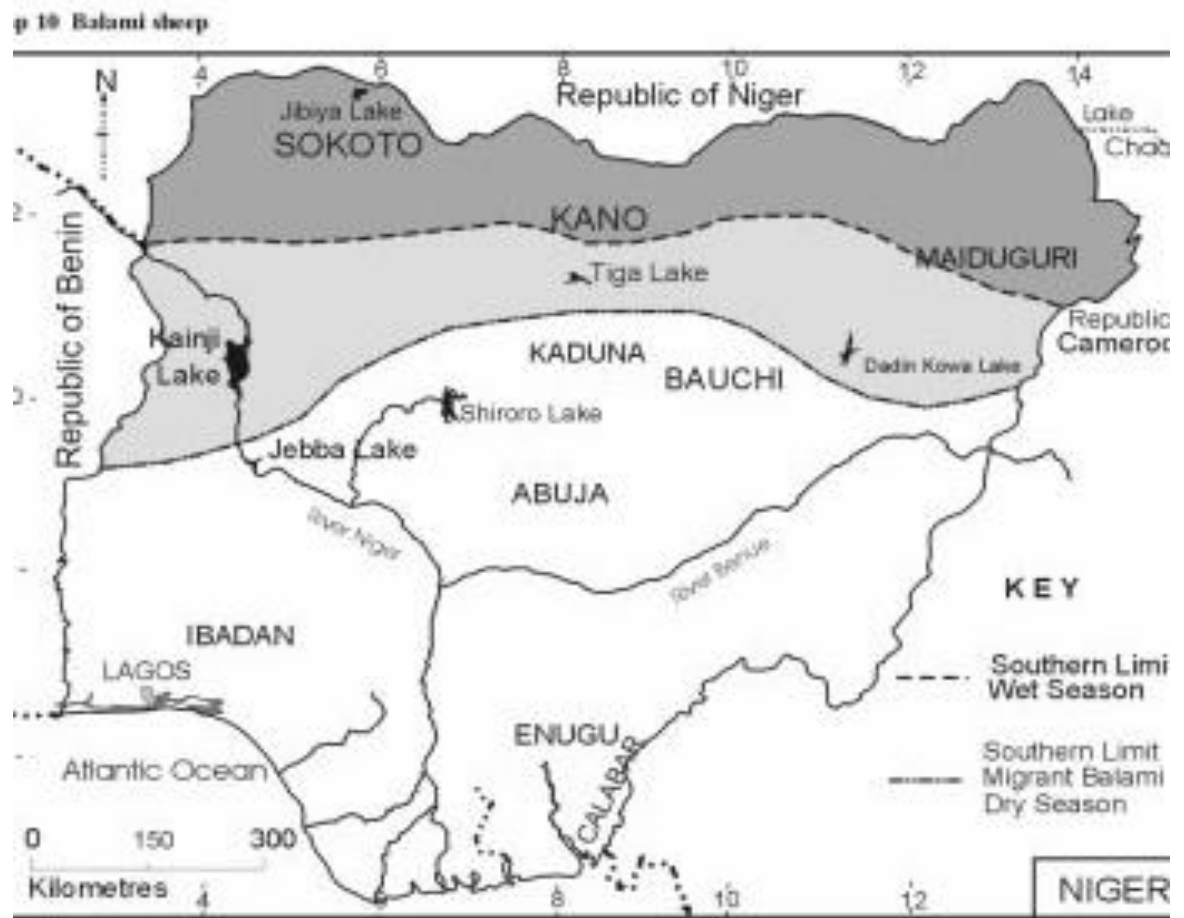 p 10 Balami sheep
N
4
6
8
10
12
14
Republic of Niger
Jibiya Lake
SOKOTO
Lake
Chad
2
KANO
MAIDUGURI
Tiga Lake
Republic of Benin
Kainji
Lake
Republic
Cameroo
KADUNA
BAUCHI
Dadin Kowa Lake
0
Shiroro Lake
Jebba Lake
ABUJA
River Niger
River Benue
KEY
IBADAN
LAGOS
Southern Limi
Wet Season
ENUGU
CALABAR
Atlantic Ocean
Southern Limit
Migrant Balami
Dry Season
0 150 300
Kilometres
4
6
8
10
12
NIGER